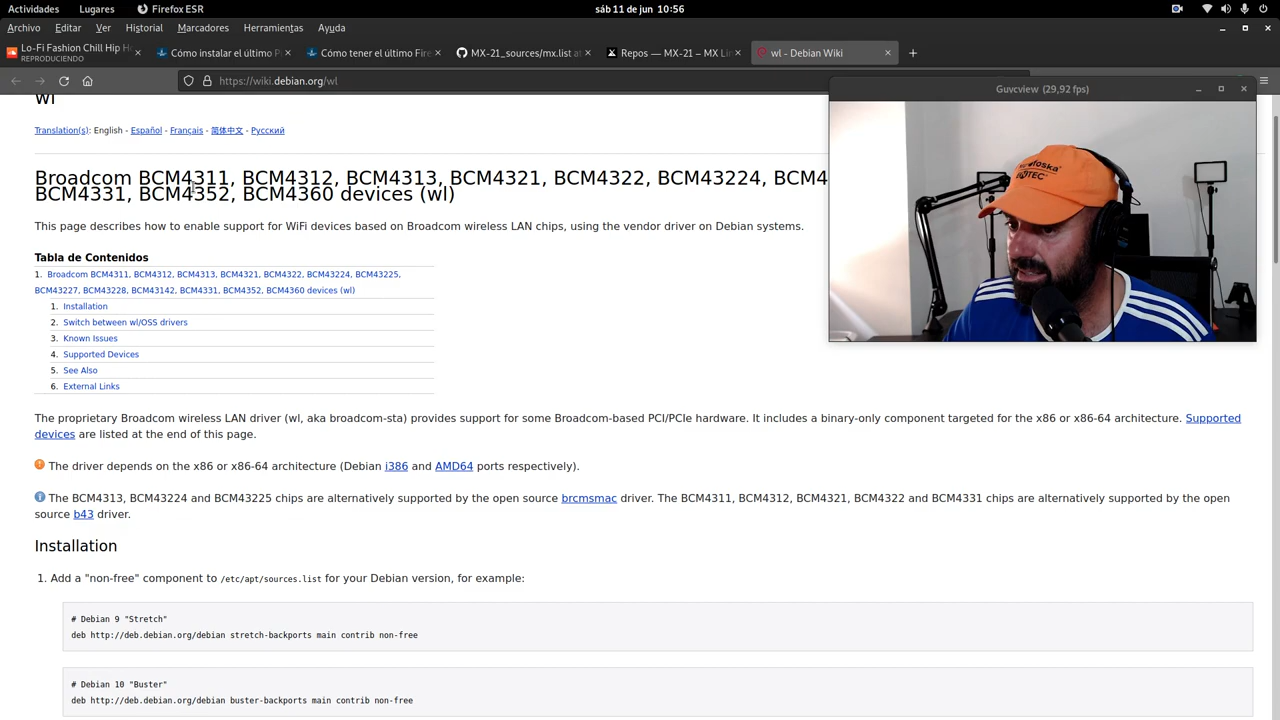 Actividades
Lugares
Firefox ESR
sáb 11 de jun  10:56
Archivo
Editar
Ver
Historial
Marcadores
Herramientas
Ayuda
Lo-Fi Fashion Chill Hip H
REPRODUCIENDO
Cómo instalar el último P
Cómo tener el último Fire
MX-21_sources/mx.list at
Repos — MX-21 — MX Lin
wl - Debian Wiki
https://wiki.debian.org/wl
Guvcview (29,92 fps)
wl
Translation(s): English - Español - Français - 简体中文 - Русский
Broadcom BCM4311, BCM4312, BCM4313, BCM4321, BCM4322, BCM43224, BCM4
BCM4331, BCM4352, BCM4360 devices (wl)
This page describes how to enable support for WiFi devices based on Broadcom wireless LAN chips, using the vendor driver on Debian systems.
Tabla de Contenidos
1. Broadcom BCM4311, BCM4312, BCM4313, BCM4321, BCM4322, BCM43224, BCM43225,
BCM43227, BCM43228, BCM43142, BCM4331, BCM4352, BCM4360 devices (wl)
1. Installation
2. Switch between wl/OSS drivers
3. Known Issues
4. Supported Devices
5. See Also
6. External Links
The proprietary Broadcom wireless LAN driver (wl, aka broadcom-sta) provides support for some Broadcom-based PCI/PCIe hardware. It includes a binary-only component targeted for the x86 or x86-64 architecture. Supported
devices are listed at the end of this page.
The driver depends on the x86 or x86-64 architecture (Debian i386 and AMD64 ports respectively).
The BCM4313, BCM43224 and BCM43225 chips are alternatively supported by the open source brcmsmac driver. The BCM4311, BCM4312, BCM4321, BCM4322 and BCM4331 chips are alternatively supported by the open
source b43 driver.
Installation
1. Add a "non-free" component to /etc/apt/sources.list for your Debian version, for example:
# Debian 9 "Stretch"
deb http://deb.debian.org/debian stretch-backports main contrib non-free
# Debian 10 "Buster"
deb http://deb.debian.org/debian buster-backports main contrib non-free